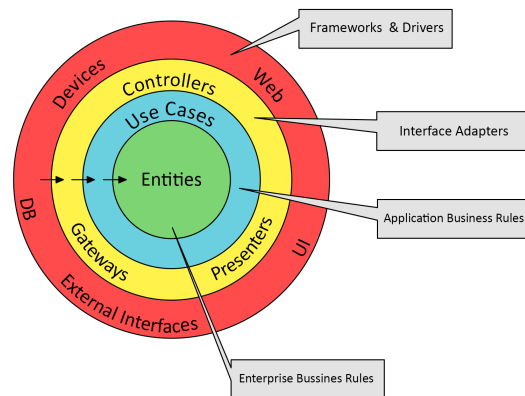 Frameworks & Drivers
Devices
Web
Controllers
Use Cases
Interface Adapters
Entities
Application Business Rules
DB
UI
Gateways
Presenters
External Interfaces
Enterprise Bussines Rules